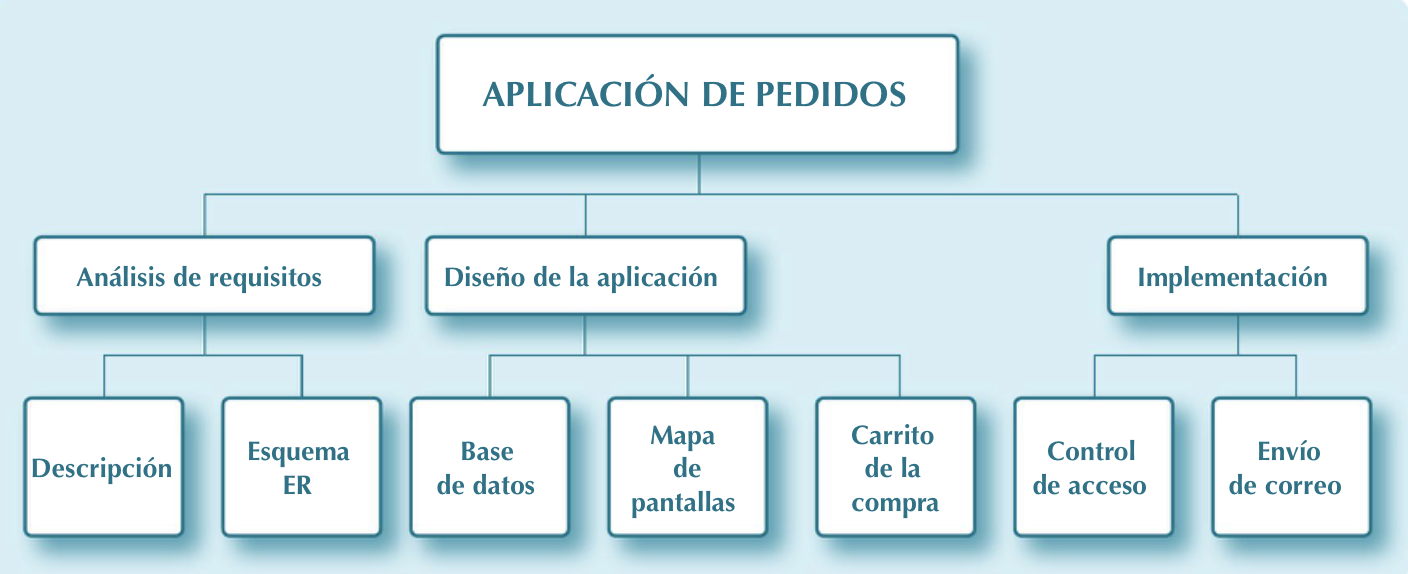 APLICACIÓN DE PEDIDOS
Análisis de requisitos
Diseño de la aplicación
Implementación
Descripción
Esquema
ER
Base
de datos
Mapa
de
pantallas
Carrito
de la
compra
Control
de acceso
Envío
de correo